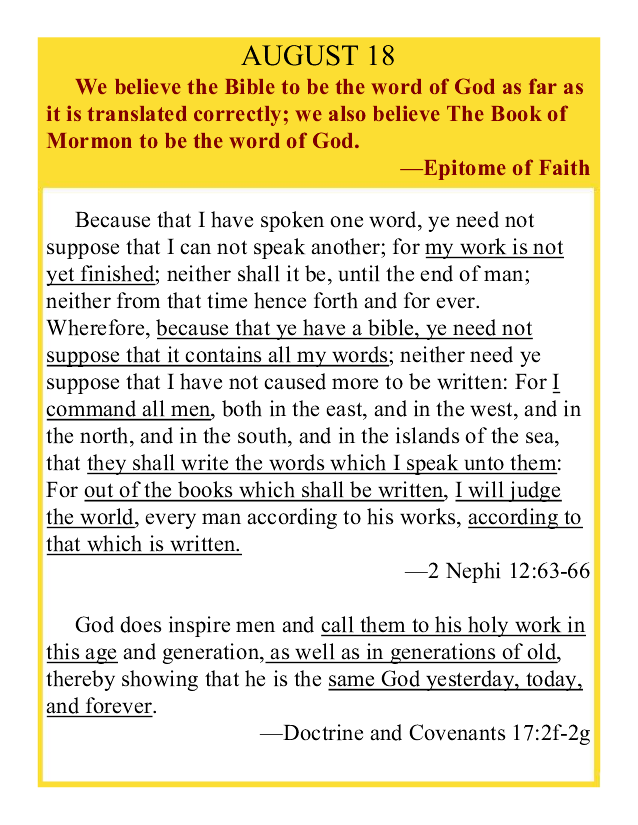 AUGUST 18
We believe the Bible to be the word of God as far as
it is translated correctly; we also believe The Book of
Mormon to be the word of God.
—Epitome of Faith
Because that I have spoken one word, ye need not
suppose that I can not speak another; for my work is not
yet finished; neither shall it be, until the end of man;
neither from that time hence forth and for ever.
Wherefore, because that ye have a bible, ye need not
suppose that it contains all my words; neither need ye
suppose that I have not caused more to be written: For I
command all men, both in the east, and in the west, and in
the north, and in the south, and in the islands of the sea,
that they shall write the words which I speak unto them:
For out of the books which shall be written, I will judge
the world, every man according to his works, according to
that which is written.
—2 Nephi 12:63-66
God does inspire men and call them to his holy work in
this age and generation, as well as in generations of old,
thereby showing that he is the same God yesterday, today,
and forever.
—Doctrine and Covenants 17:2f-2g